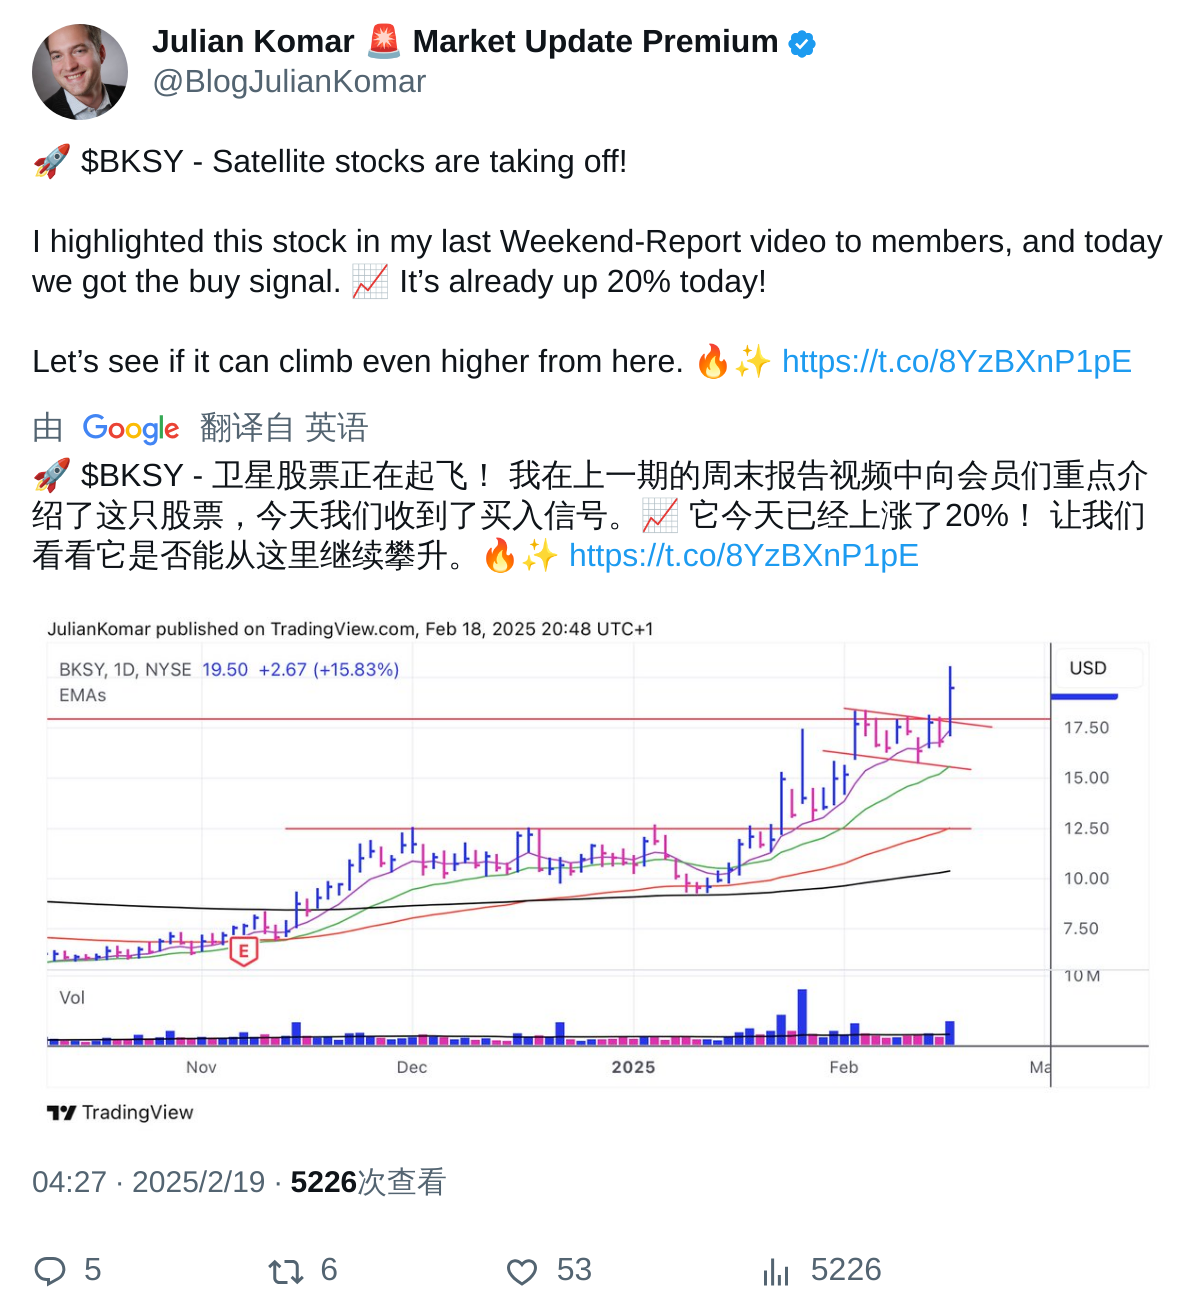 Julian Komar 🚨 Market Update Premium
@BlogJulianKomar
🚀 $BKSY - Satellite stocks are taking off!
I highlighted this stock in my last Weekend-Report video to members, and today
we got the buy signal. 📈 It’s already up 20% today!
Let’s see if it can climb even higher from here. 🔥✨ https://t.co/8YzBXnP1pE
由 Google 翻译自 英语
🚀 $BKSY - 卫星股票正在起飞！ 我在上一期的周末报告视频中向会员们重点介
绍了这只股票，今天我们收到了买入信号。📈 它今天已经上涨了20%！ 让我们
看看它是否能从这里继续攀升。🔥✨ https://t.co/8YzBXnP1pE
JulianKomar published on TradingView.com, Feb 18, 2025 20:48 UTC+1
BKSY, 1D, NYSE 19.50 +2.67 (+15.83%)
EMAs
USD
17.50
15.00
12.50
10.00
7.50
E
10M
Vol
Nov Dec 2025 Feb Ma
TradingView
04:27 · 2025/2/19 · 5226次查看
5 6 53 5226